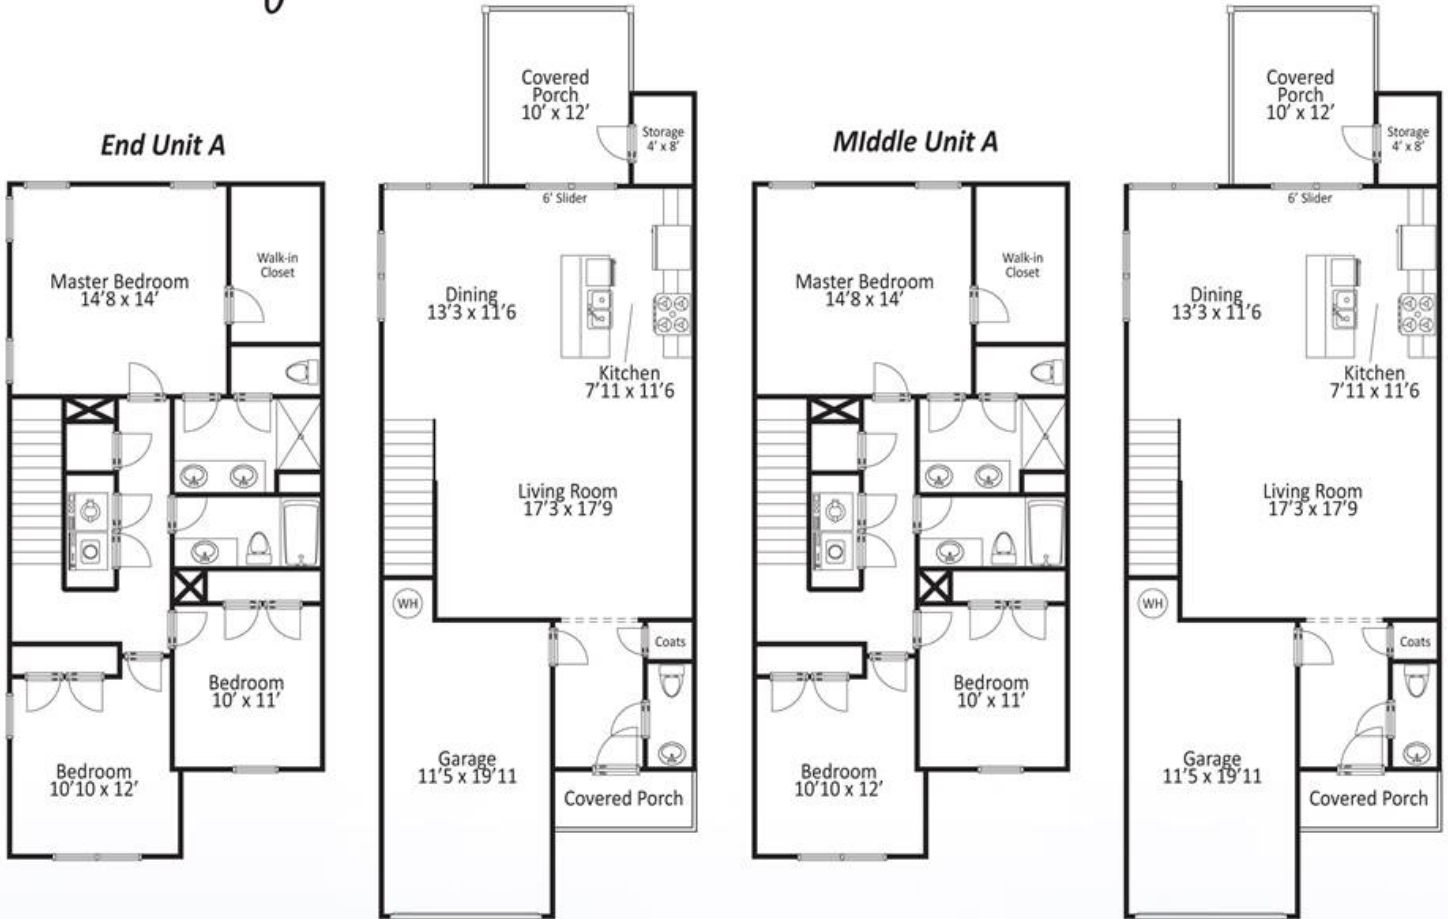 End Unit A
Master Bedroom
14'8 x 14'
Walk-in
Closet
Bedroom
10' x 11'
Bedroom
10'10 x 12'
Covered
Porch
10' x 12'
Storage
4' x 8'
6' Slider
Dining
13'3 x 11'6
Kitchen
7'11 x 11'6
Living Room
17'3 x 17'9
WH
Coats
Garage
11'5 x 19'11
Covered Porch
MIddle Unit A
Master Bedroom
14'8 x 14'
Walk-in
Closet
Bedroom
10' x 11'
Bedroom
10'10 x 12'
Covered
Porch
10' x 12'
Storage
4' x 8'
6' Slider
Dining
13'3 x 11'6
Kitchen
7'11 x 11'6
Living Room
17'3 x 17'9
WH
Coats
Garage
11'5 x 19'11
Covered Porch